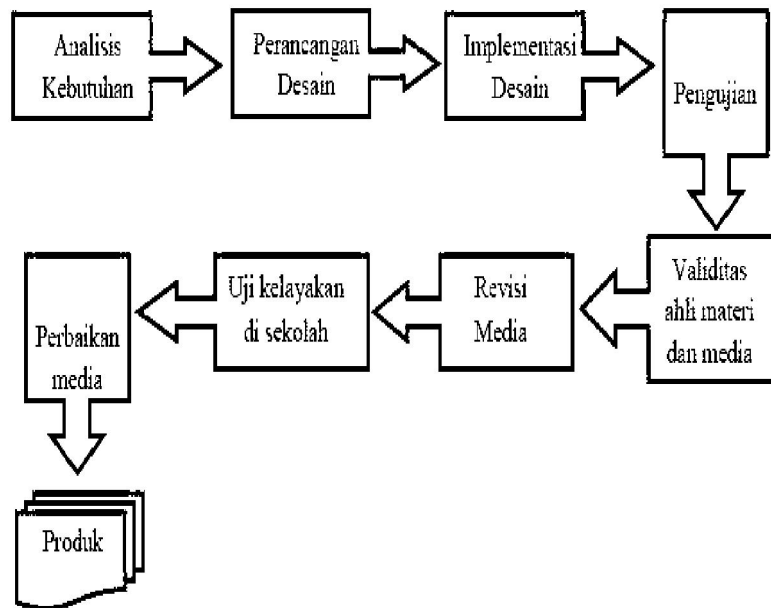 Analisis
Kebutuhan
Perancangan
Desain
Implementasi
Desain
Pengujian
Validitas
ahli materi
dan media
Revisi
Media
Uji kelayakan
di sekolah
Perbaikan
media
Produk